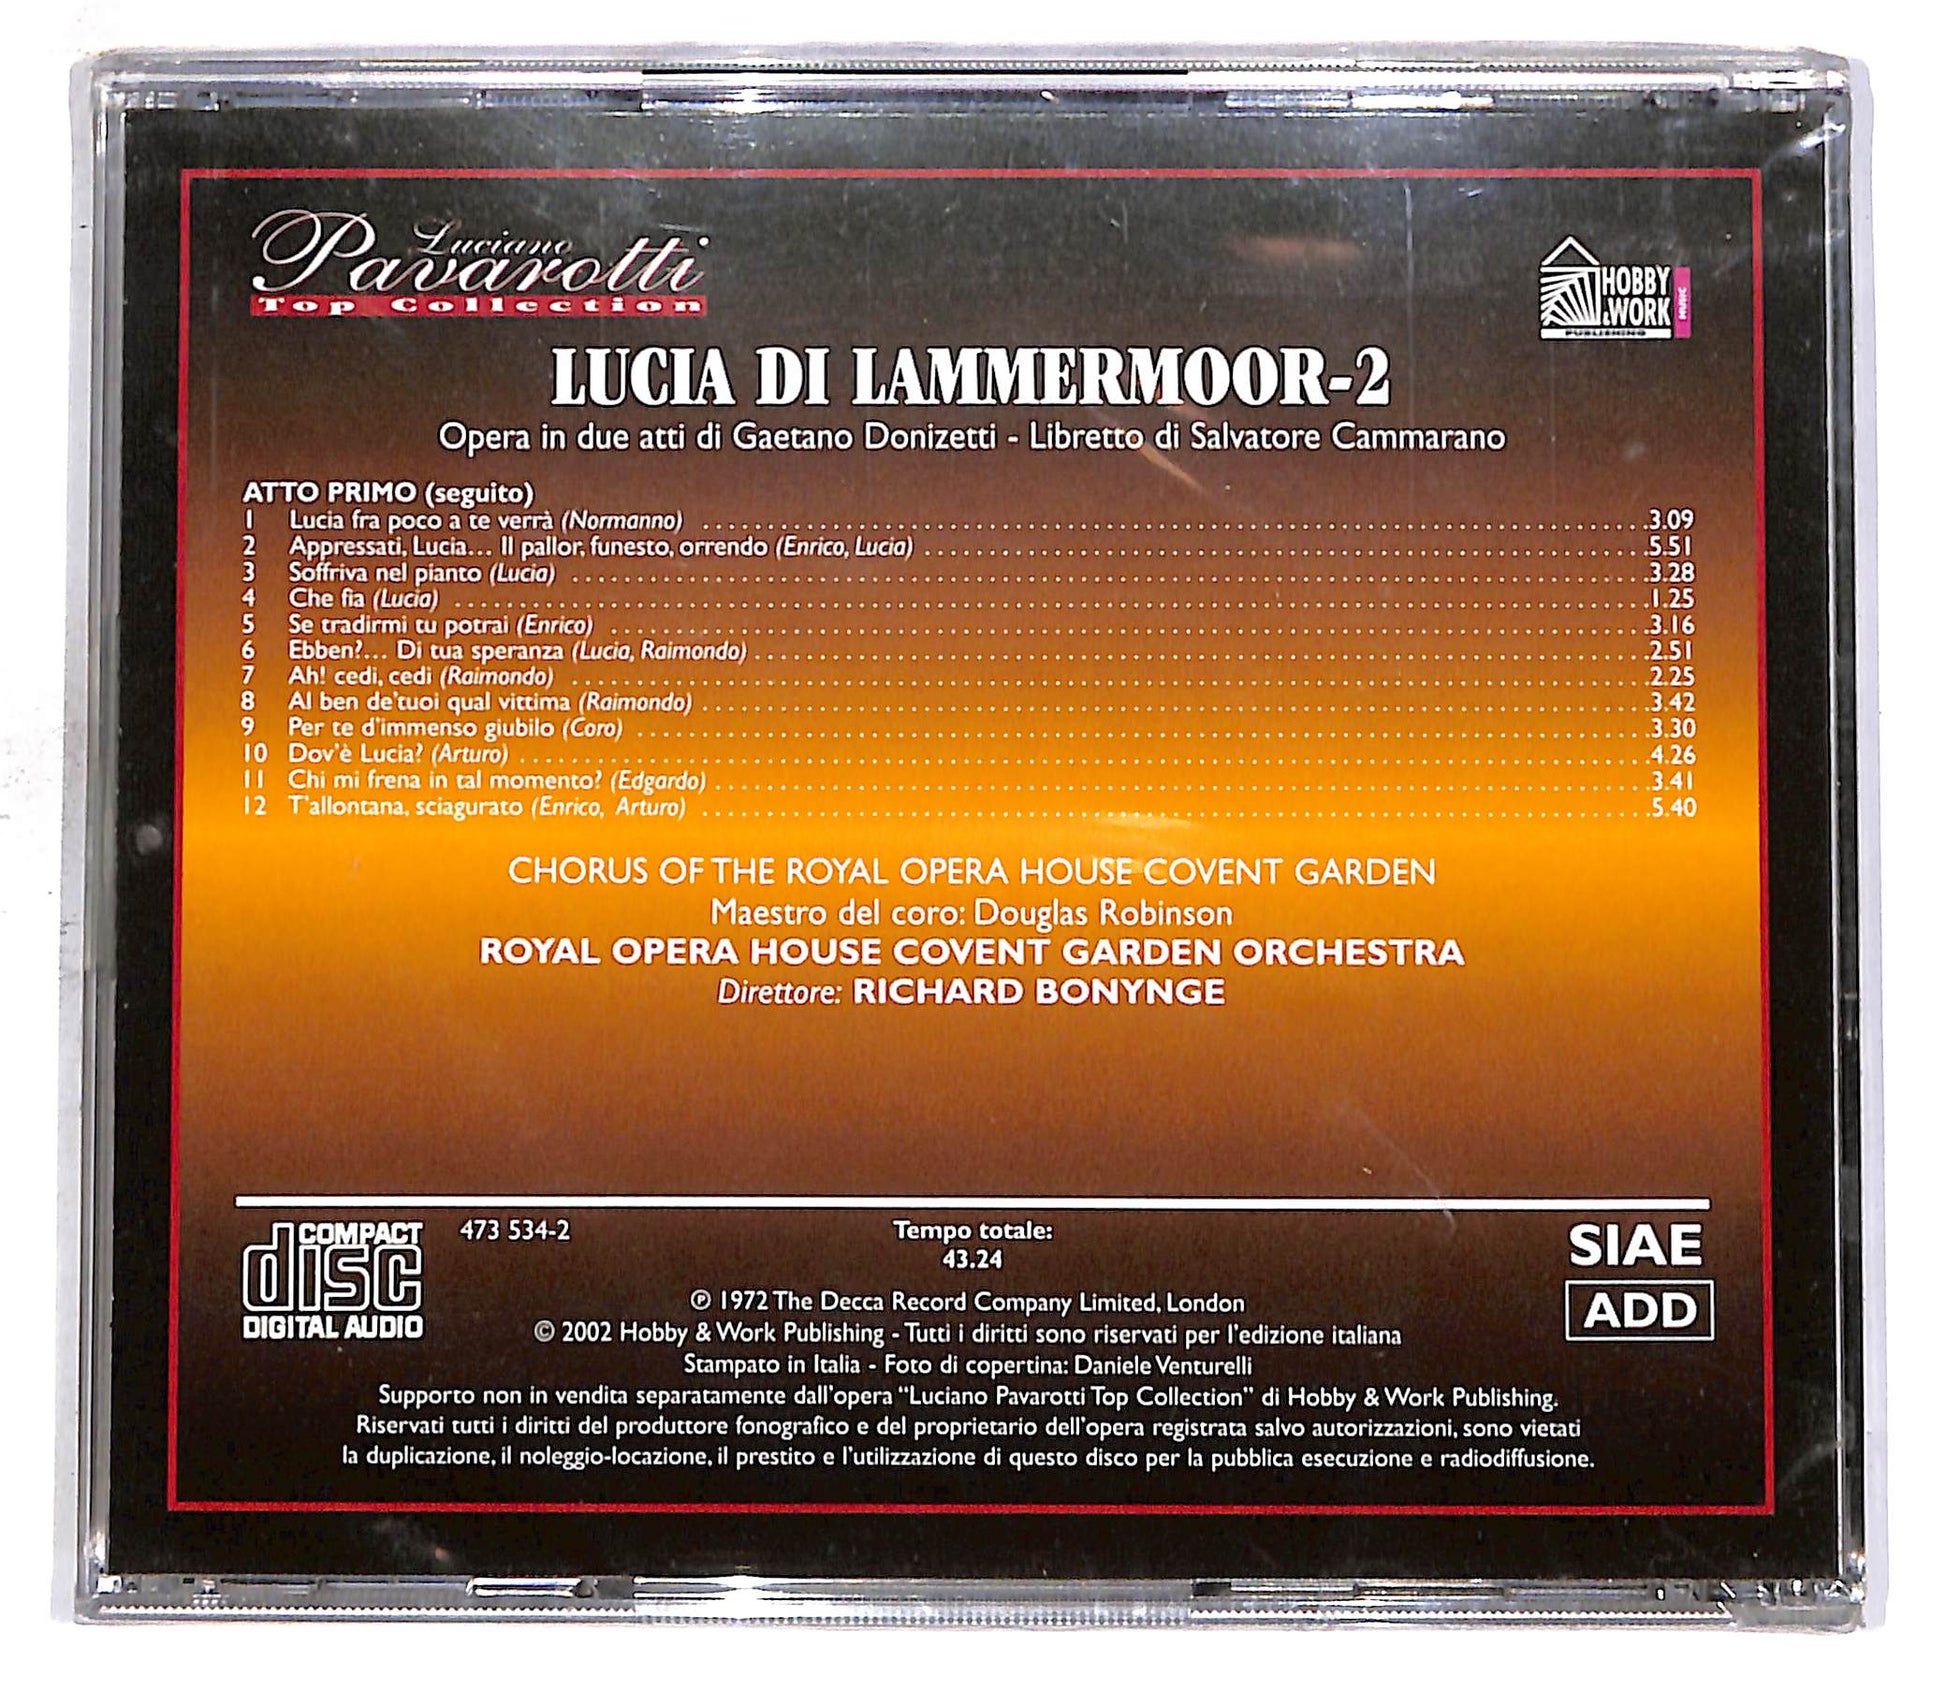 Luciano
Pavarotti
Top Collection
HOBBY
& WORK
PUBLISHING
MUSIC
LUCIA DI LAMMERMOOR-2
Opera in due atti di Gaetano Donizetti - Libretto di Salvatore Cammarano
ATTO PRIMO (seguito)
1 Lucia fra poco a te verrà (Normanno) 3.09
2 Appressati, Lucia... Il pallor, funesto, orrendo (Enrico, Lucia) 5.51
3 Soffriva nel pianto (Lucia) 3.28
4 Che fia (Lucia) 1.25
5 Se tradirmi tu potrai (Enrico) 3.16
6 Ebben?... Di tua speranza (Lucia, Raimondo) 2.51
7 Ah! cedi, cedi (Raimondo) 2.25
8 Al ben de'tuoi qual vittima (Raimondo) 3.42
9 Per te d'immenso giubilo (Coro) 3.30
10 Dov'è Lucia? (Arturo) 4.26
11 Chi mi frena in tal momento? (Edgardo) 3.41
12 T'allontana, sciagurato (Enrico, Arturo) 5.40
CHORUS OF THE ROYAL OPERA HOUSE COVENT GARDEN
Maestro del coro: Douglas Robinson
ROYAL OPERA HOUSE COVENT GARDEN ORCHESTRA
Direttore: RICHARD BONYNGE
COMPACT
disc
DIGITAL AUDIO
473 534-2
Tempo totale:
43.24
SIAE
ADD
℗ 1972 The Decca Record Company Limited, London
© 2002 Hobby & Work Publishing - Tutti i diritti sono riservati per l'edizione italiana
Stampato in Italia - Foto di copertina: Daniele Venturelli
Supporto non in vendita separatamente dall'opera "Luciano Pavarotti Top Collection" di Hobby & Work Publishing.
Riservati tutti i diritti del produttore fonografico e del proprietario dell'opera registrata salvo autorizzazioni, sono vietati
la duplicazione, il noleggio-locazione, il prestito e l'utilizzazione di questo disco per la pubblica esecuzione e radiodiffusione.